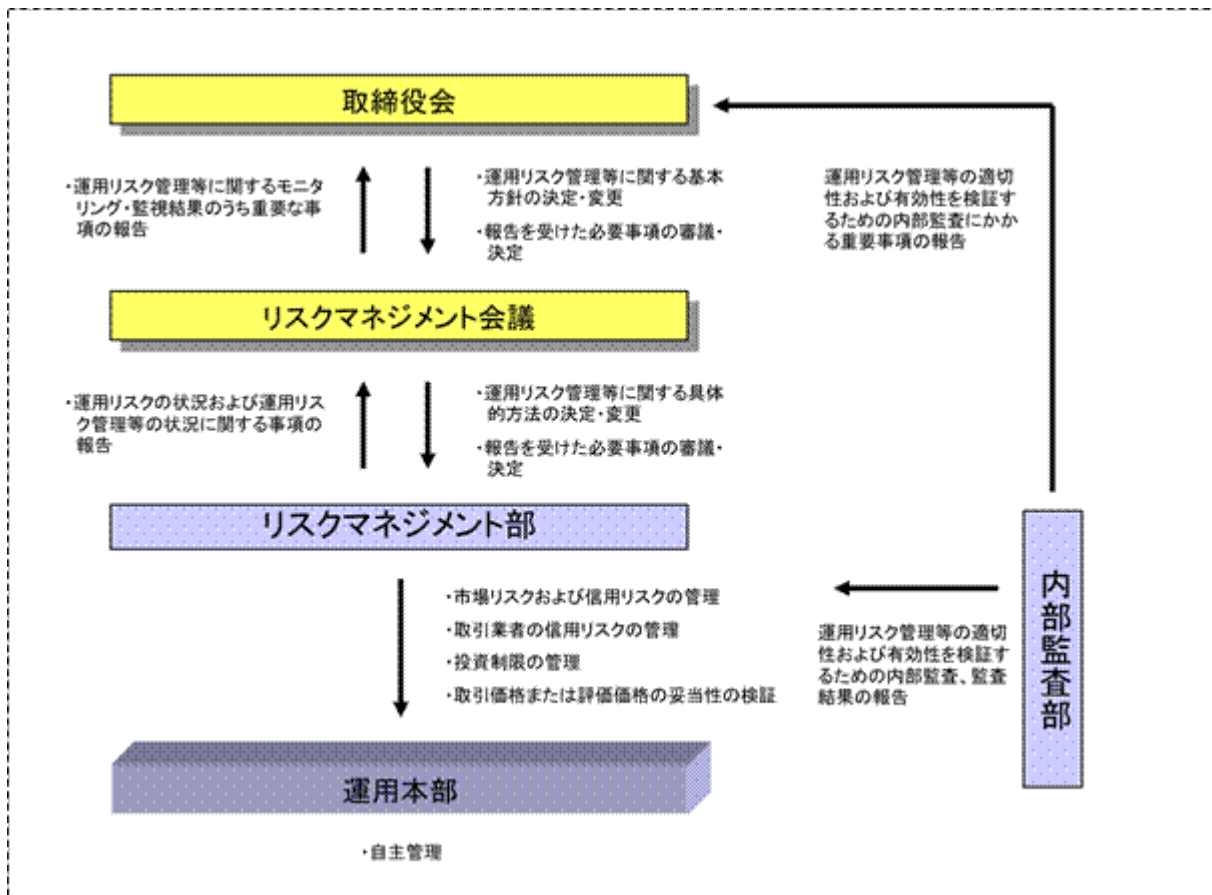 取締役会
・運用リスク管理等に関するモニ
タリング・監視結果のうち重要な事
項の報告
・運用リスク管理等に関する基本
方針の決定・変更
・報告を受けた必要事項の審議・
決定
運用リスク管理等の適切
性および有効性を検証す
るための内部監査にかか
る重要事項の報告
リスクマネジメント会議
・運用リスクの状況および運用リス
ク管理等の状況に関する事項の
報告
・運用リスク管理等に関する具体
的方法の決定・変更
・報告を受けた必要事項の審議・
決定
リスクマネジメント部
・市場リスクおよび信用リスクの管理
・取引業者の信用リスクの管理
・投資制限の管理
・取引価格または評価価格の妥当性の検証
運用リスク管理等の適切
性および有効性を検証す
るための内部監査、監査
結果の報告
内部監査部
運用本部
・自主管理